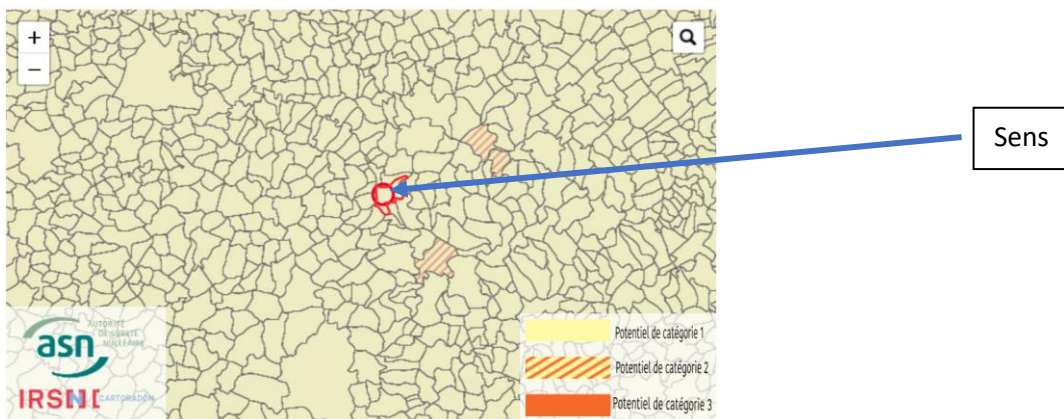 +
−
Sens
AUTORITÉ
DE SÛRETÉ
NUCLÉAIRE
asn
IRSN
CARTORADON
Potentiel de catégorie 1
Potentiel de catégorie 2
Potentiel de catégorie 3